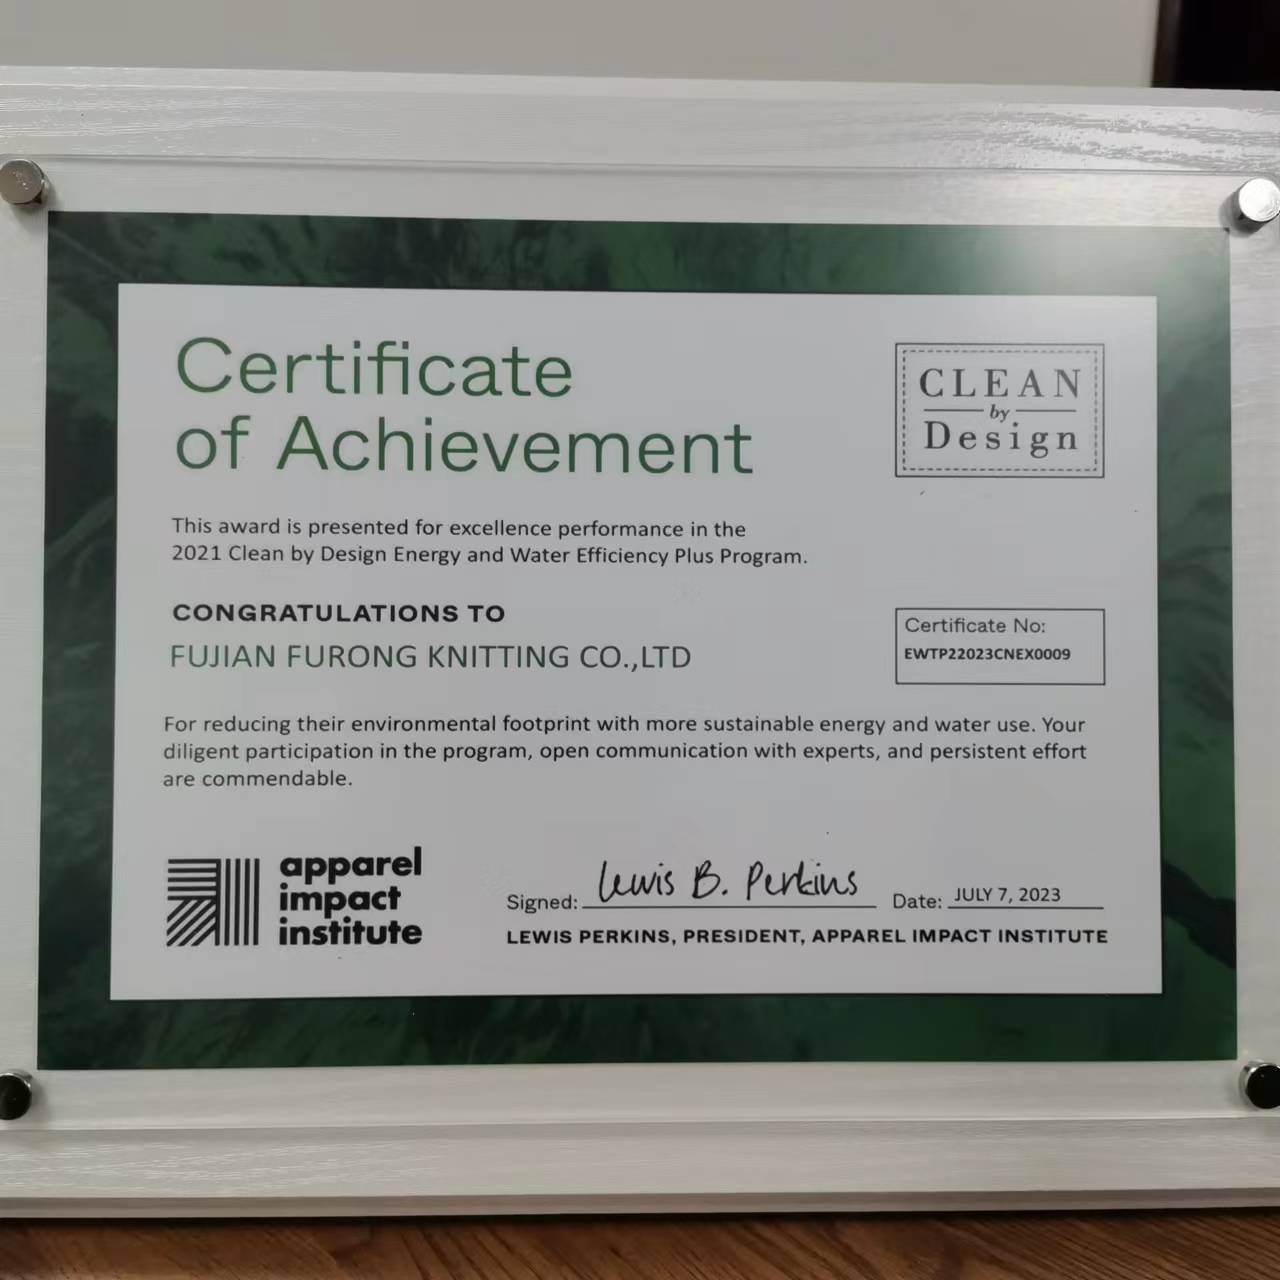 Certificate
of Achievement
CLEAN
by
Design
This award is presented for excellence performance in the
2021 Clean by Design Energy and Water Efficiency Plus Program.
CONGRATULATIONS TO
FUJIAN FURONG KNITTING CO.,LTD
Certificate No:
EWTP22023CNEX0009
For reducing their environmental footprint with more sustainable energy and water use. Your
diligent participation in the program, open communication with experts, and persistent effort
are commendable.
apparel
impact
institute
Signed: Lewis B. Perkins Date: JULY 7, 2023
LEWIS PERKINS, PRESIDENT, APPAREL IMPACT INSTITUTE